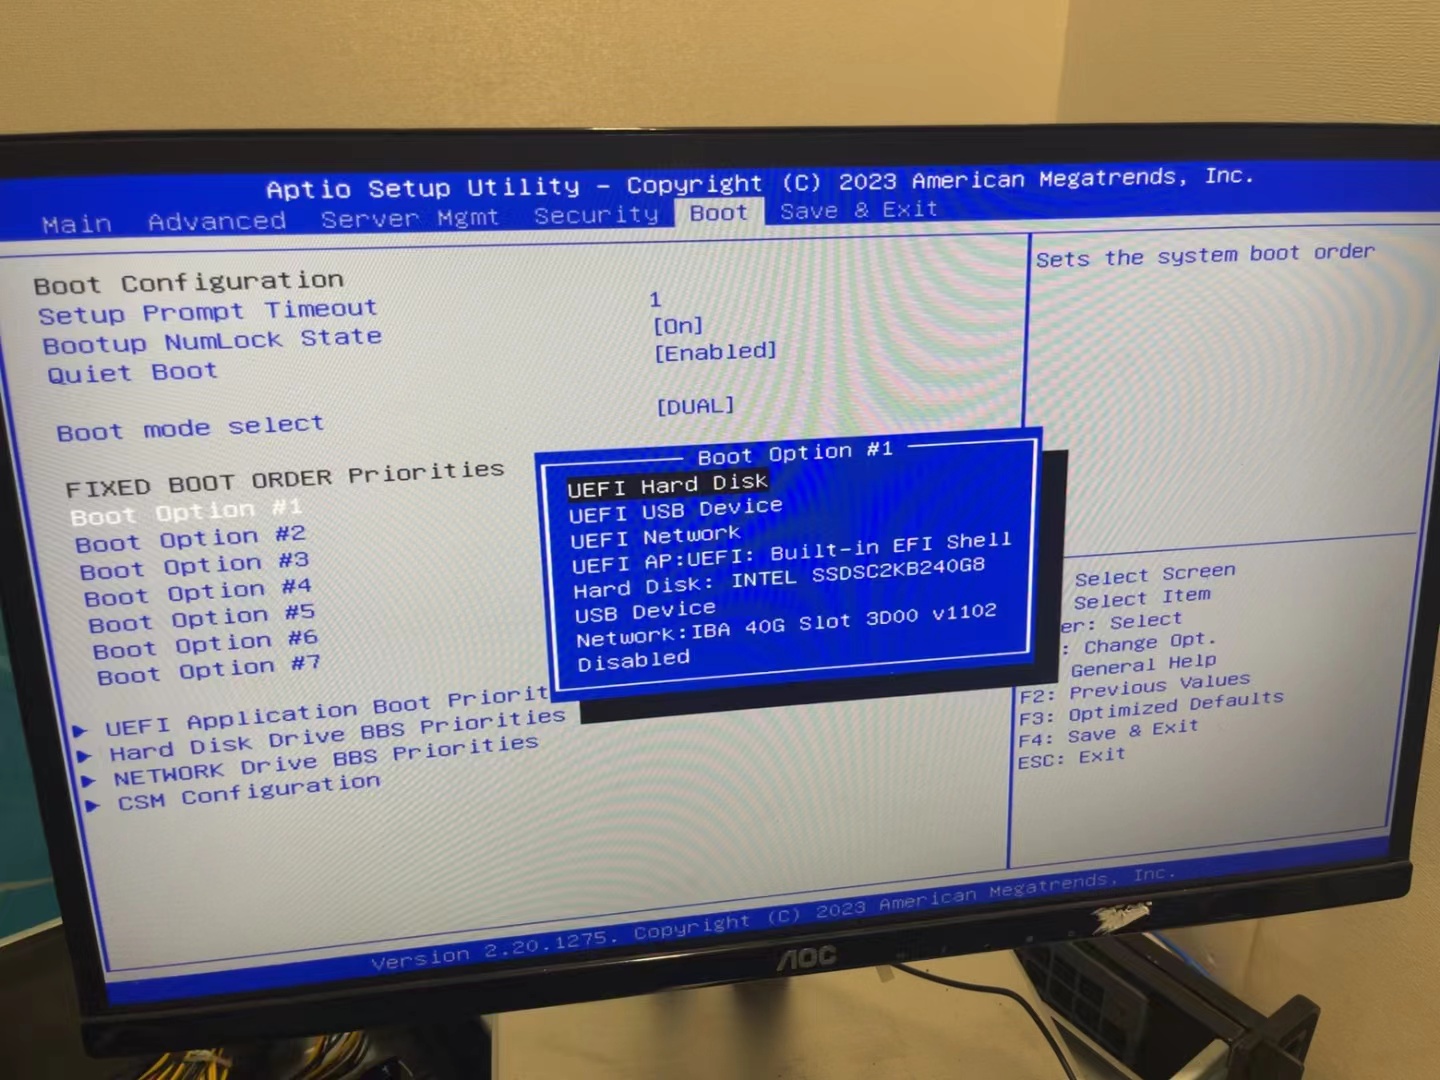 Aptio Setup Utility - Copyright (C) 2023 American Megatrends, Inc.
Main Advanced Server Mgmt Security Boot Save & Exit
Boot Configuration
Setup Prompt Timeout 1
Bootup NumLock State [On]
Quiet Boot [Enabled]
Boot mode select [DUAL]
FIXED BOOT ORDER Priorities
Boot Option #1
Boot Option #2
Boot Option #3
Boot Option #4
Boot Option #5
Boot Option #6
Boot Option #7
UEFI Application Boot Priorit
Hard Disk Drive BBS Priorities
NETWORK Drive BBS Priorities
CSM Configuration
Boot Option #1
UEFI Hard Disk
UEFI USB Device
UEFI Network
UEFI AP:UEFI: Built-in EFI Shell
Hard Disk: INTEL SSDSC2KB240G8
USB Device
Network:IBA 40G Slot 3D00 v1102
Disabled
Sets the system boot order
Select Screen
Select Item
er: Select
: Change Opt.
General Help
F2: Previous Values
F3: Optimized Defaults
F4: Save & Exit
ESC: Exit
Version 2.20.1275. Copyright (C) 2023 American Megatrends, Inc.
AOC